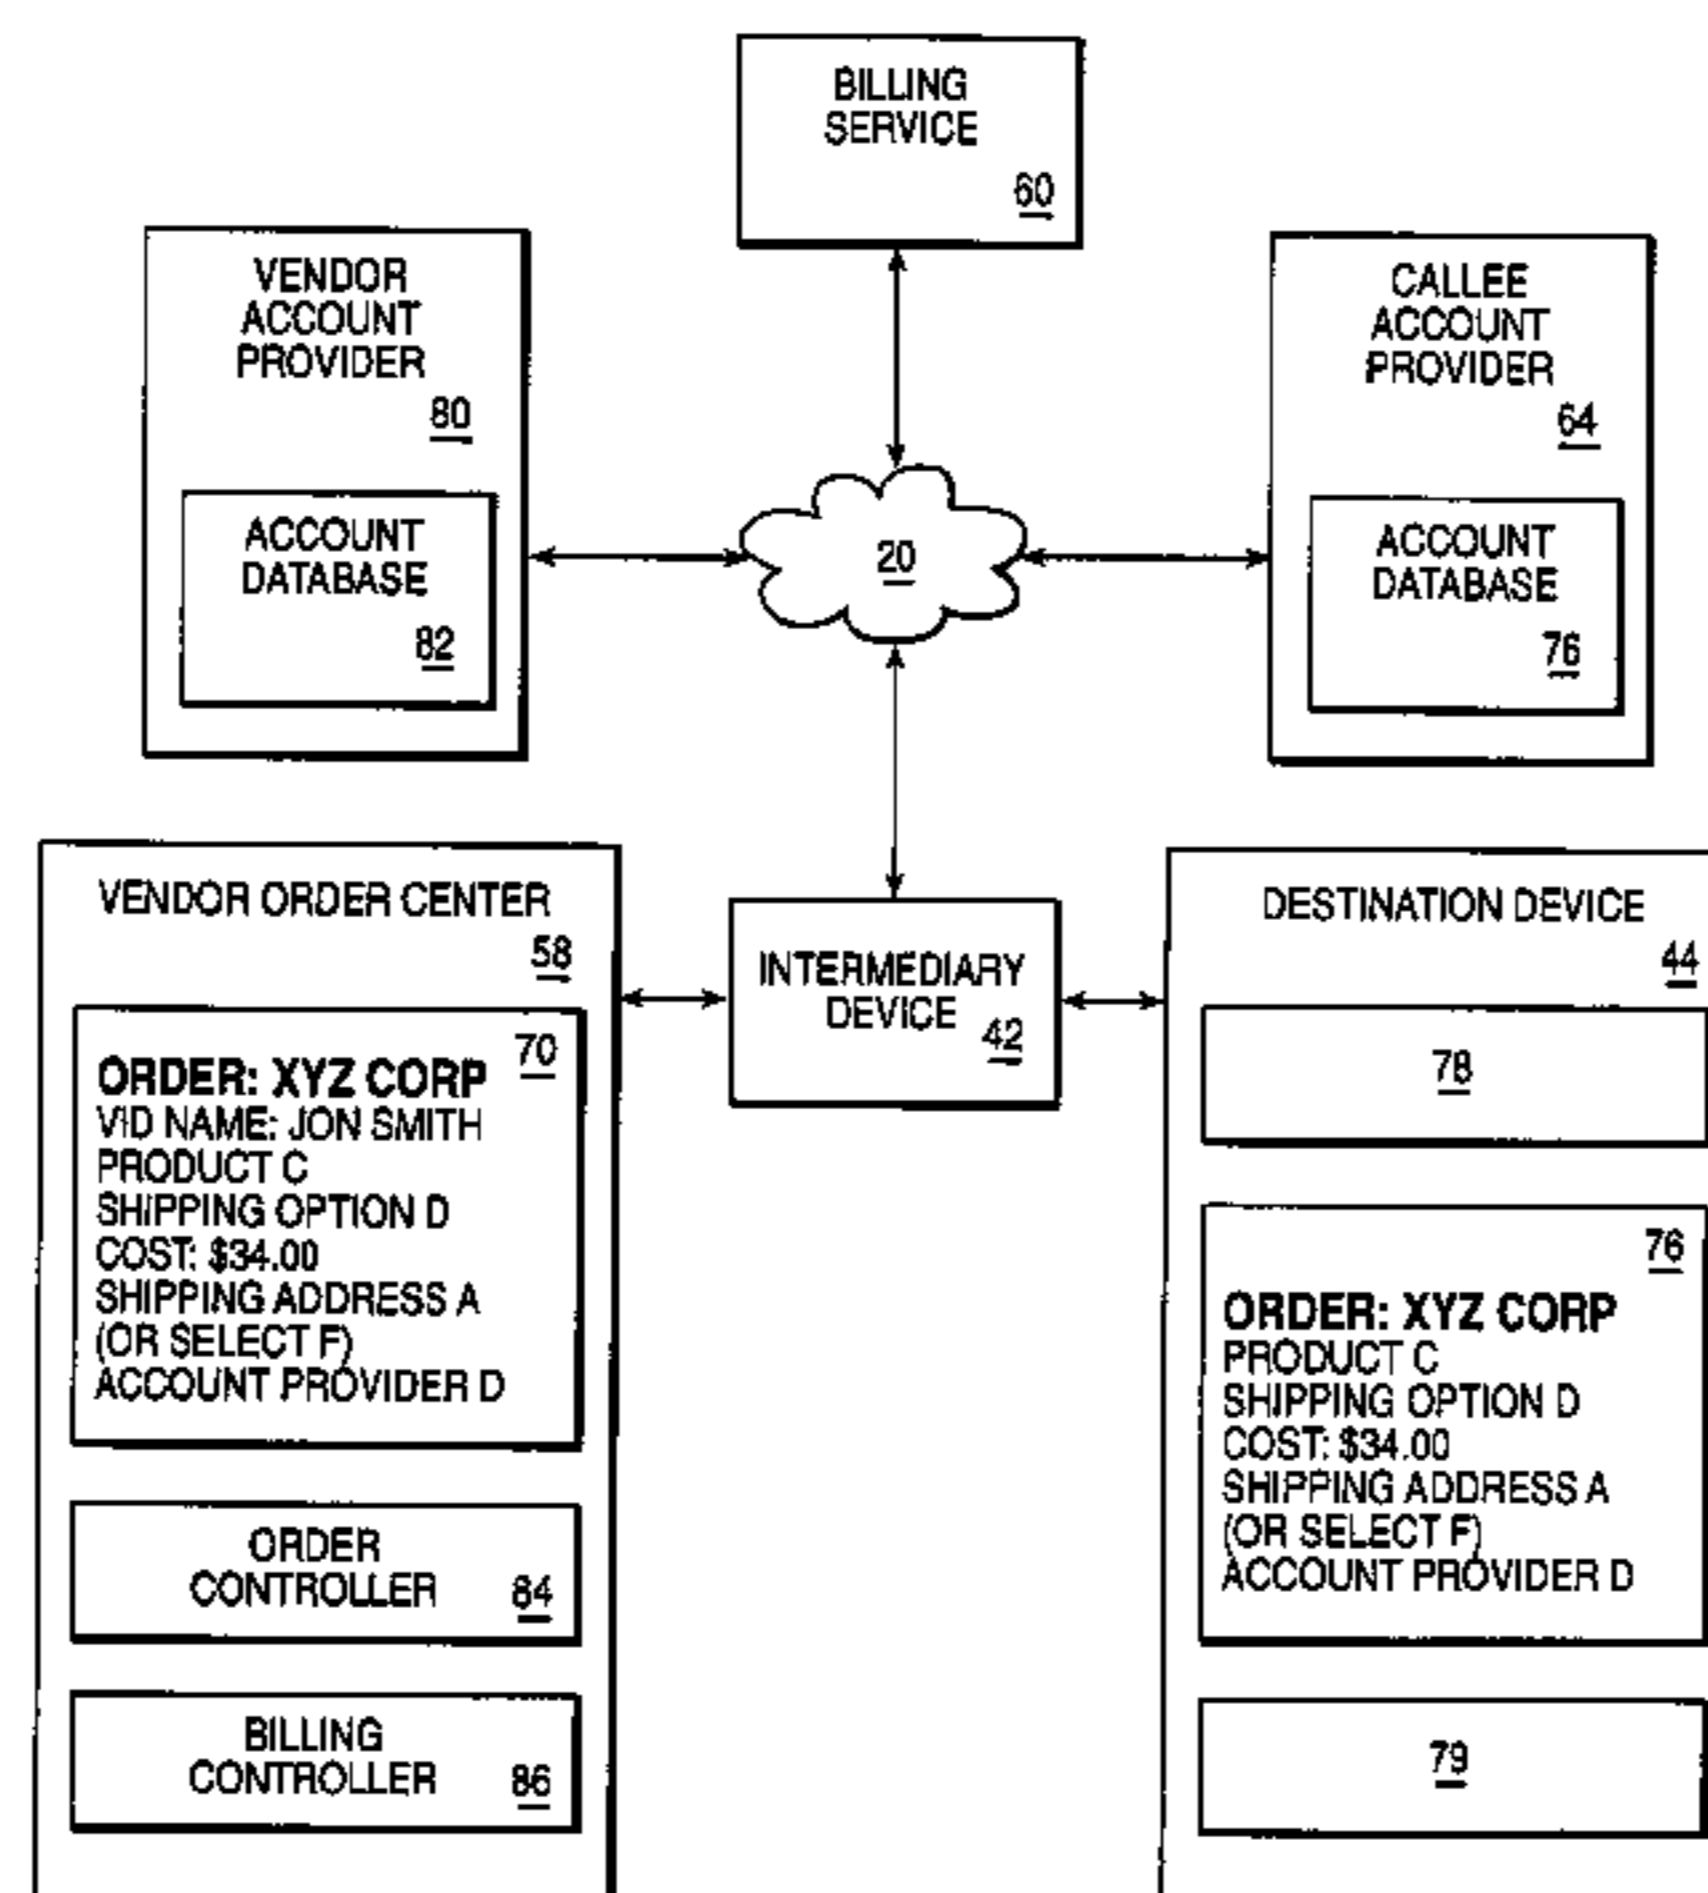 BILLING
SERVICE
60
VENDOR
ACCOUNT
PROVIDER
80
ACCOUNT
DATABASE
82
20
CALLEE
ACCOUNT
PROVIDER
64
ACCOUNT
DATABASE
76
VENDOR ORDER CENTER
58
70
ORDER: XYZ CORP
VID NAME: JON SMITH
PRODUCT C
SHIPPING OPTION D
COST: $34.00
SHIPPING ADDRESS A
(OR SELECT F)
ACCOUNT PROVIDER D
ORDER
CONTROLLER
84
BILLING
CONTROLLER
86
INTERMEDIARY
DEVICE
42
DESTINATION DEVICE
44
78
76
ORDER: XYZ CORP
PRODUCT C
SHIPPING OPTION D
COST: $34.00
SHIPPING ADDRESS A
(OR SELECT F)
ACCOUNT PROVIDER D
79